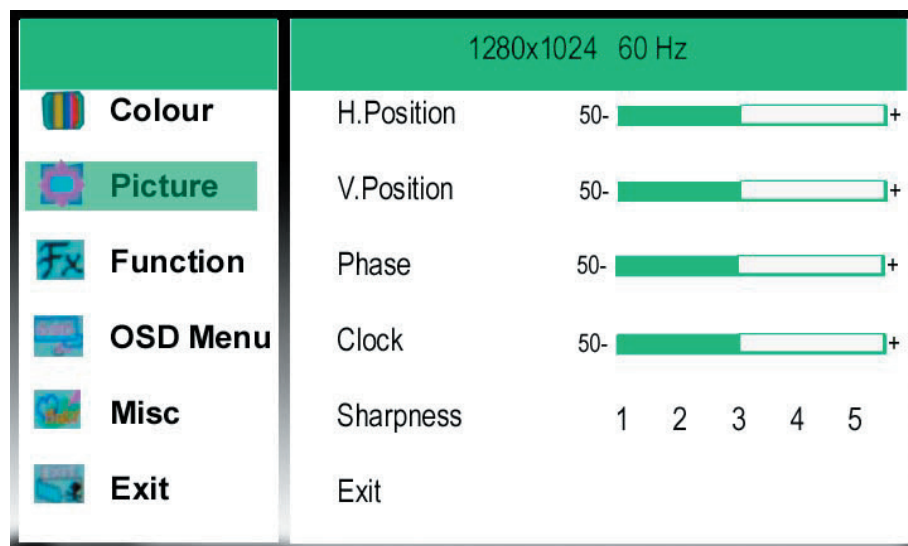 1280x1024 60 Hz
Colour
Picture
Function
OSD Menu
Misc
Exit
H.Position 50- +
V.Position 50- +
Phase 50- +
Clock 50- +
Sharpness 1 2 3 4 5
Exit